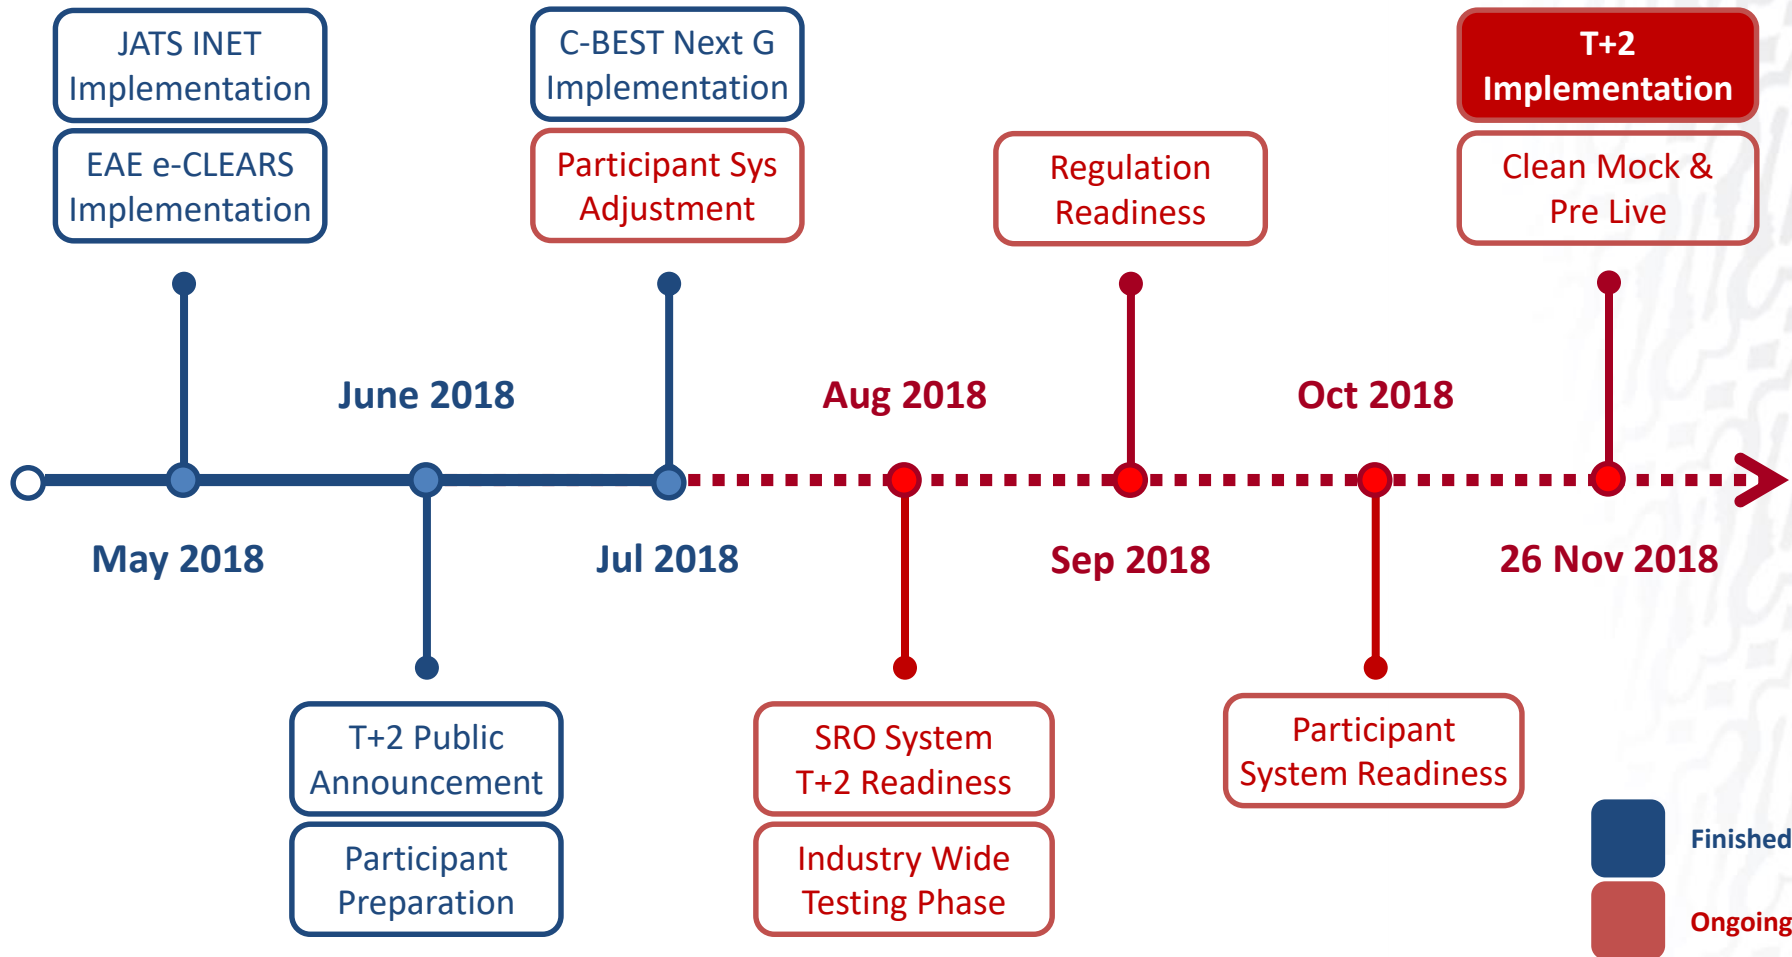 JATS INET
Implementation
EAE e-CLEARS
Implementation
C-BEST Next G
Implementation
Participant Sys
Adjustment
Regulation
Readiness
T+2
Implementation
Clean Mock &
Pre Live
June 2018
Aug 2018
Oct 2018
May 2018
Jul 2018
Sep 2018
26 Nov 2018
T+2 Public
Announcement
Participant
Preparation
SRO System
T+2 Readiness
Industry Wide
Testing Phase
Participant
System Readiness
Finished
Ongoing